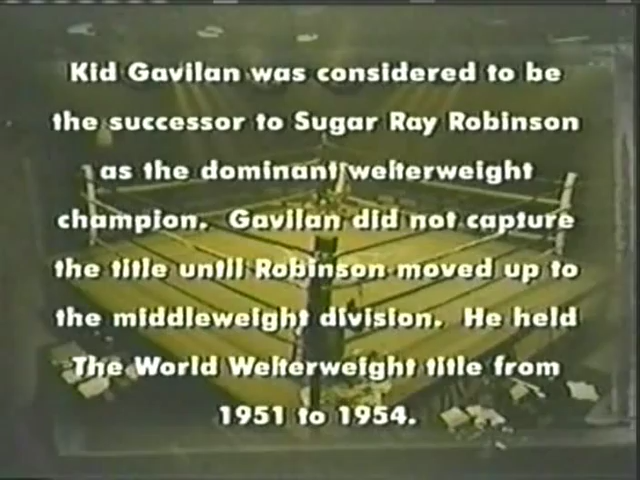 Kid Gavilan was considered to be
the successor to Sugar Ray Robinson
as the dominant welterweight
champion. Gavilan did not capture
the title until Robinson moved up to
the middleweight division. He held
The World Welterweight title from
1951 to 1954.